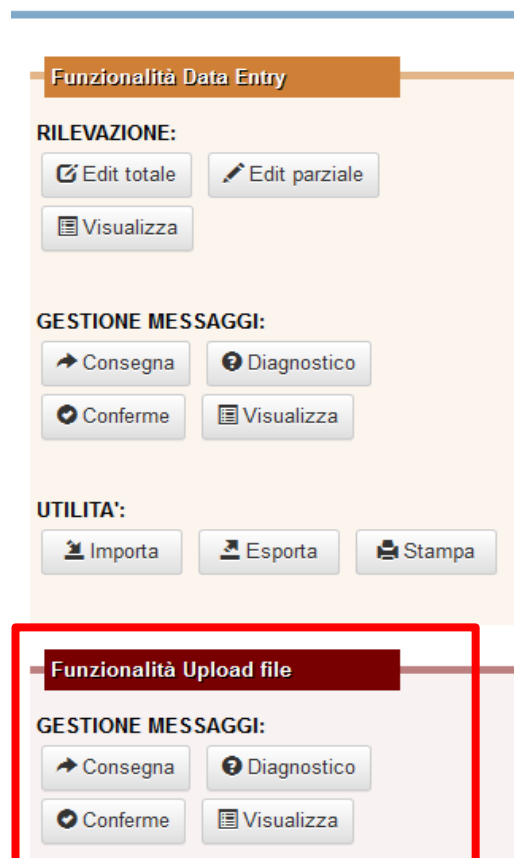 Funzionalità Data Entry
RILEVAZIONE:
Edit totale Edit parziale
Visualizza
GESTIONE MESSAGGI:
Consegna Diagnostico
Conferme Visualizza
UTILITA':
Importa Esporta Stampa
Funzionalità Upload file
GESTIONE MESSAGGI:
Consegna Diagnostico
Conferme Visualizza